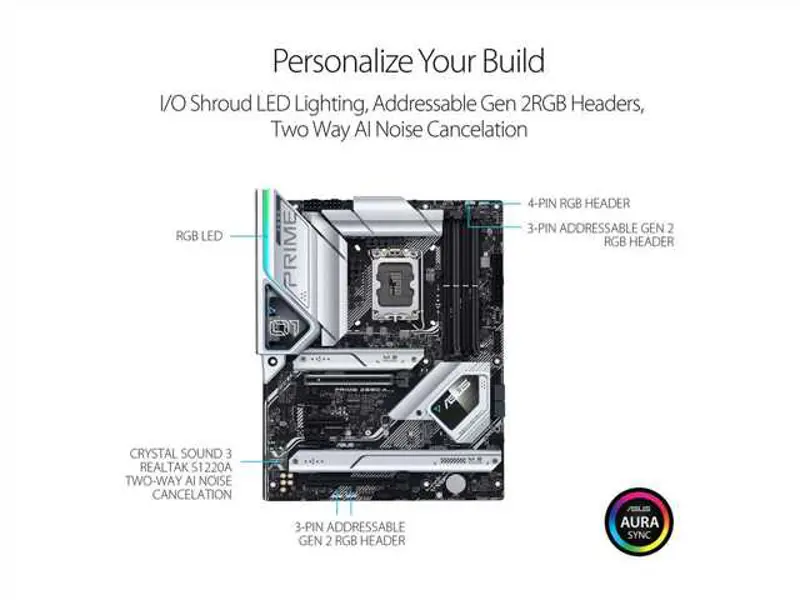 Personalize Your Build
I/O Shroud LED Lighting, Addressable Gen 2RGB Headers,
Two Way AI Noise Cancelation
4-PIN RGB HEADER
3-PIN ADDRESSABLE GEN 2
RGB HEADER
RGB LED
PRIME
ASUS
CRYSTAL SOUND 3
REALTAK S1220A
TWO-WAY AI NOISE
CANCELATION
3-PIN ADDRESSABLE
GEN 2 RGB HEADER
ASUS
AURA
SYNC